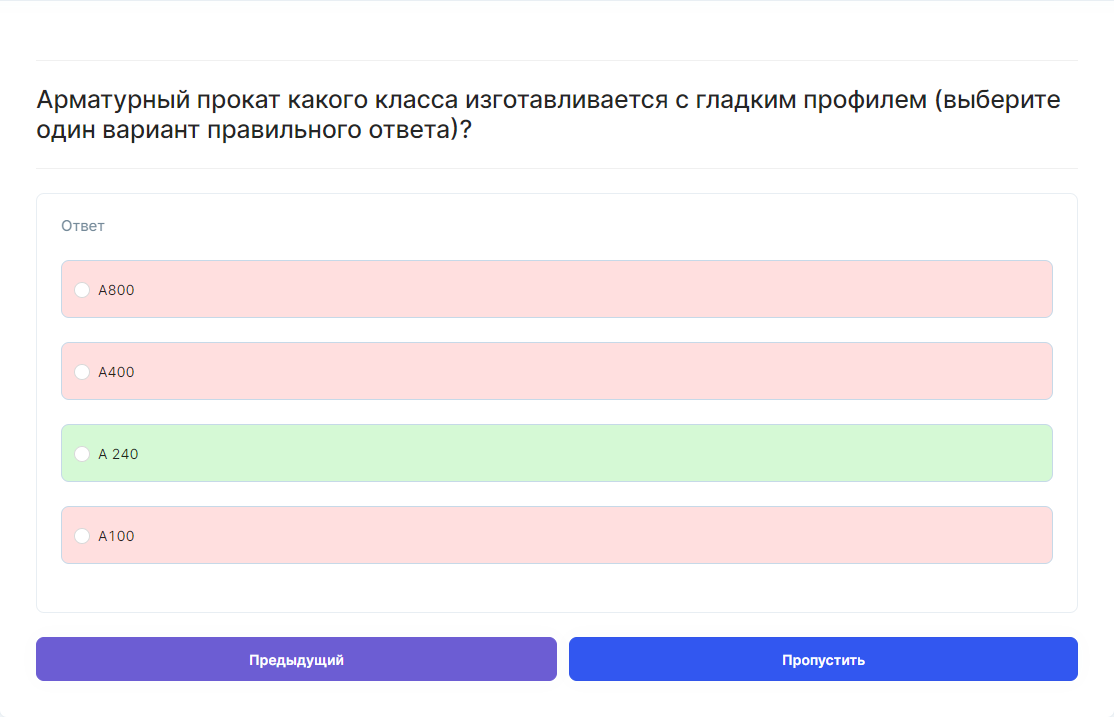 Арматурный прокат какого класса изготавливается с гладким профилем (выберите
один вариант правильного ответа)?
Ответ
А800
А400
А 240
А100
Предыдущий
Пропустить